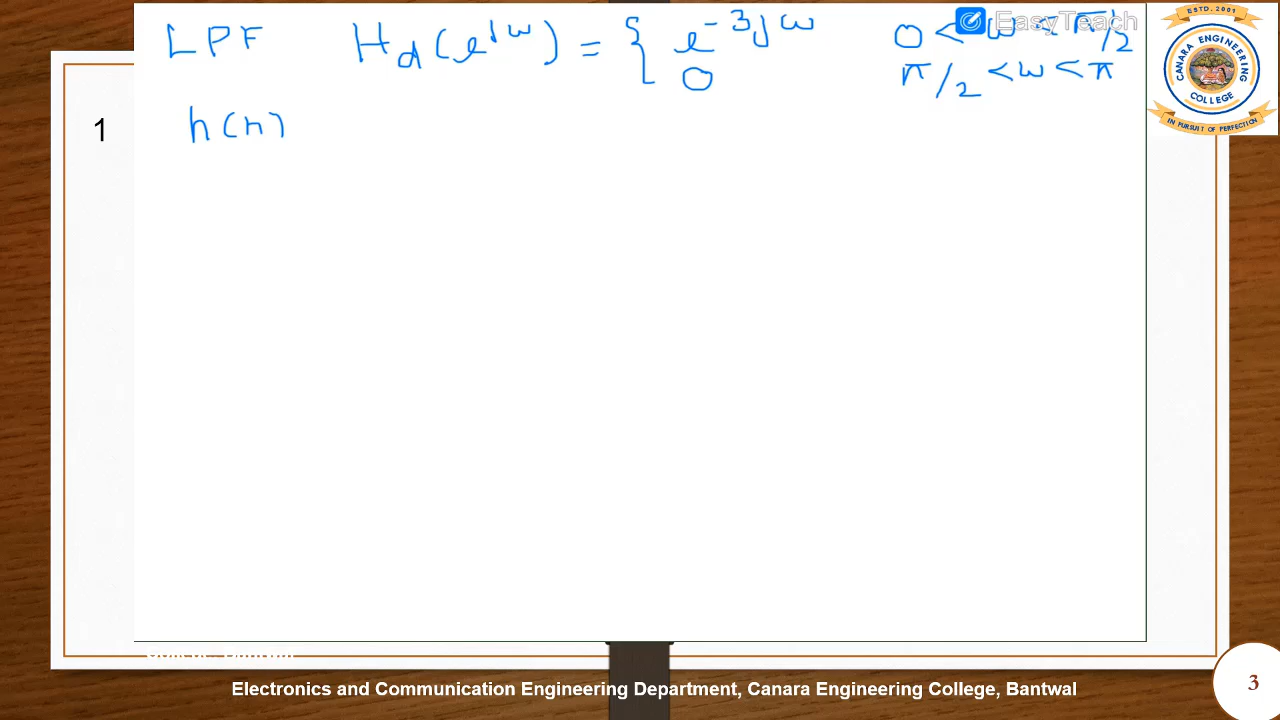 LPF H_d(e^{jω}) = { e^{-3jω} 0 < ω < π/2
0 π/2 < ω < π
EasyTeach
ESTD. 2001
CANARA ENGINEERING COLLEGE
IN PURSUIT OF PERFECTION
1 h(n)
Electronics and Communication Engineering Department, Canara Engineering College, Bantwal
3